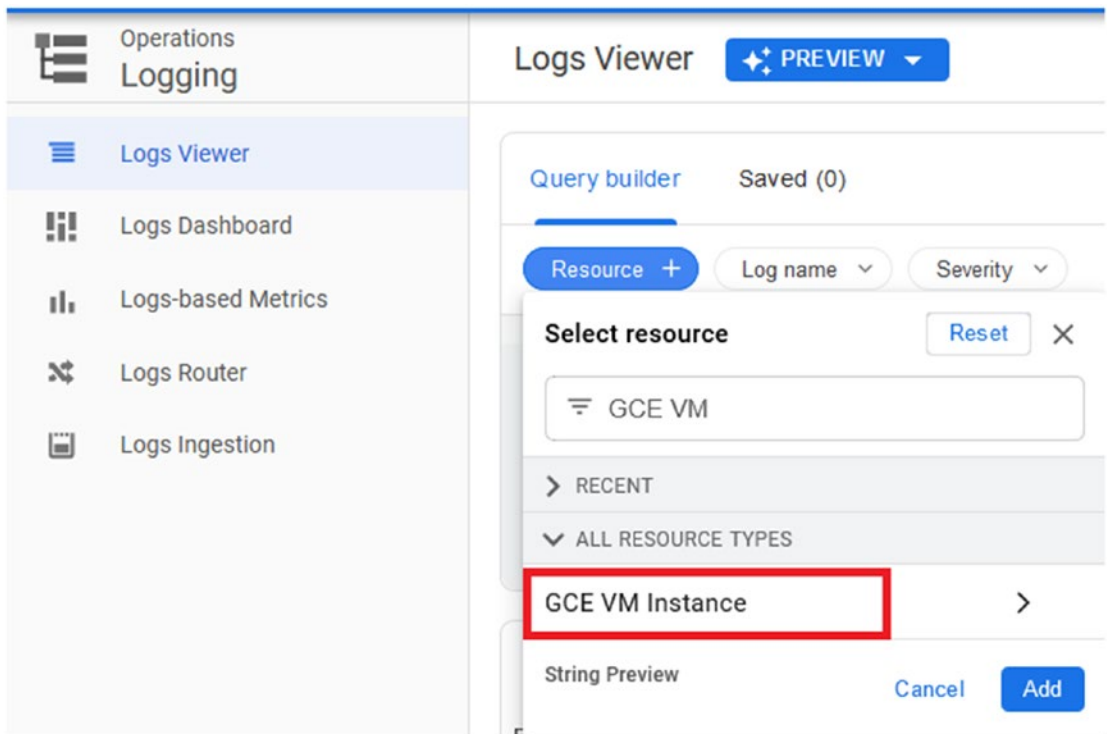 Operations
Logging
Logs Viewer
Logs Dashboard
Logs-based Metrics
Logs Router
Logs Ingestion
Logs Viewer
PREVIEW
Query builder
Saved (0)
Resource +
Log name
Severity
Select resource
Reset
GCE VM
RECENT
ALL RESOURCE TYPES
GCE VM Instance
String Preview
Cancel
Add